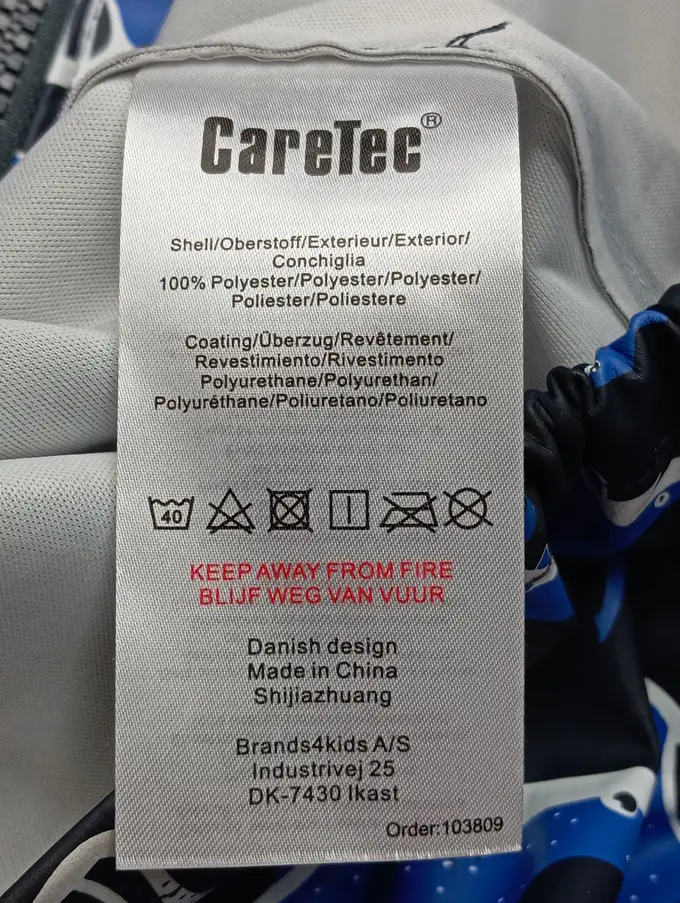 CareTec®
Shell/Oberstoff/Exterieur/Exterior/
Conchiglia
100% Polyester/Polyester/Polyester/
Poliester/Poliestere
Coating/Überzug/Revêtement/
Revestimiento/Rivestimento
Polyurethane/Polyurethan/
Polyuréthane/Poliuretano/Poliuretano
40
KEEP AWAY FROM FIRE
BLIJF WEG VAN VUUR
Danish design
Made in China
Shijiazhuang
Brands4kids A/S
Industrivej 25
DK-7430 Ikast
Order:103809